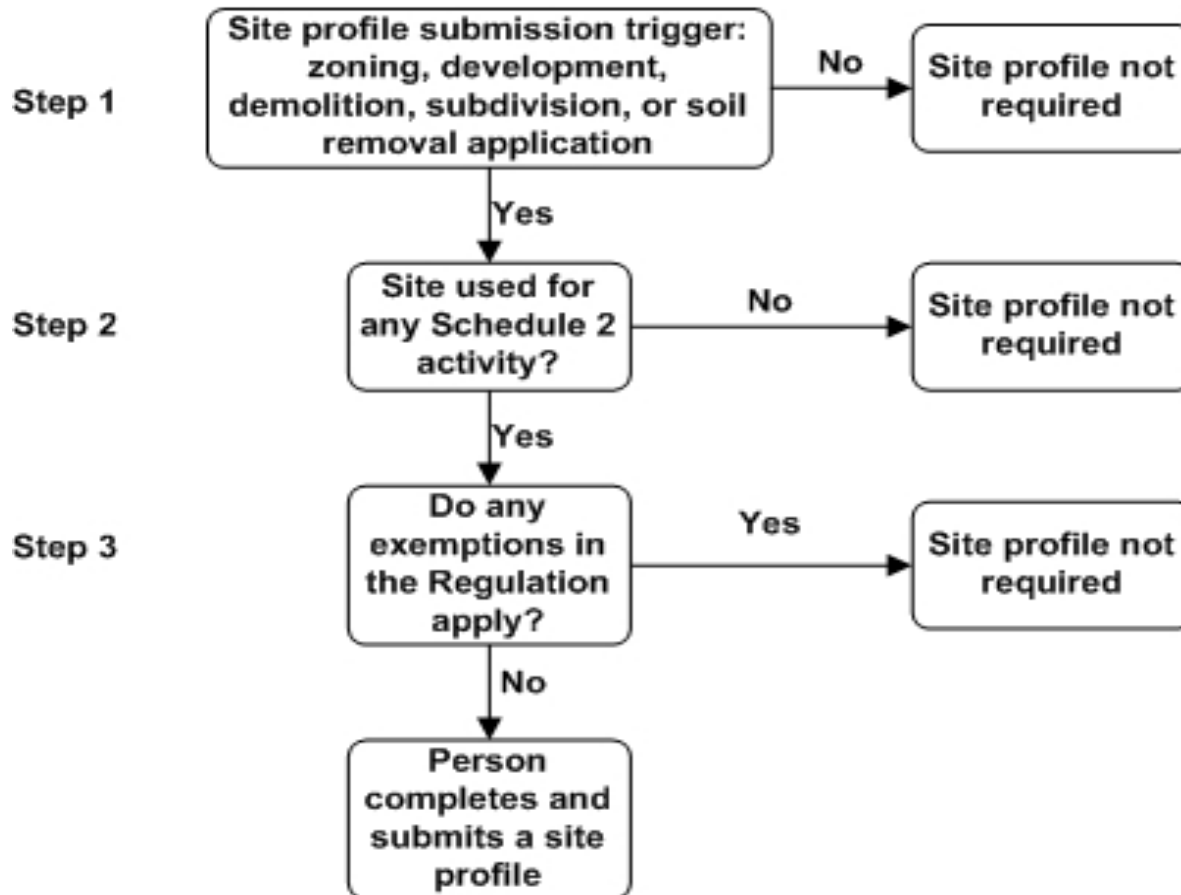 Site profile submission trigger:
zoning, development,
demolition, subdivision, or soil
removal application
No
Site profile not
required
Step 1
Yes
Site used for
any Schedule 2
activity?
No
Site profile not
required
Step 2
Yes
Do any
exemptions in
the Regulation
apply?
Yes
Site profile not
required
Step 3
No
Person
completes and
submits a site
profile